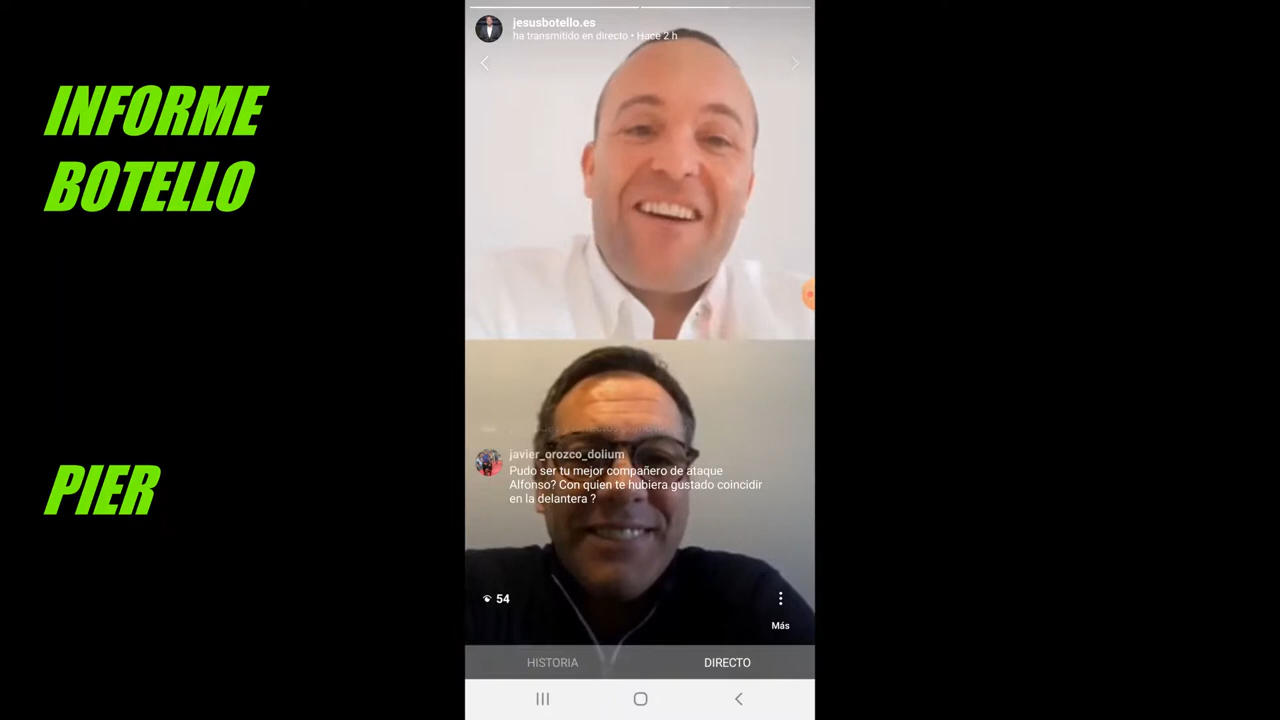 INFORME
BOTELLO
PIER
jesusbotello.es
ha transmitido en directo • Hace 2 h
javier_orozco_dolium
Pudo ser tu mejor compañero de ataque
Alfonso? Con quien te hubiera gustado coincidir
en la delantera ?
54
Más
HISTORIA
DIRECTO